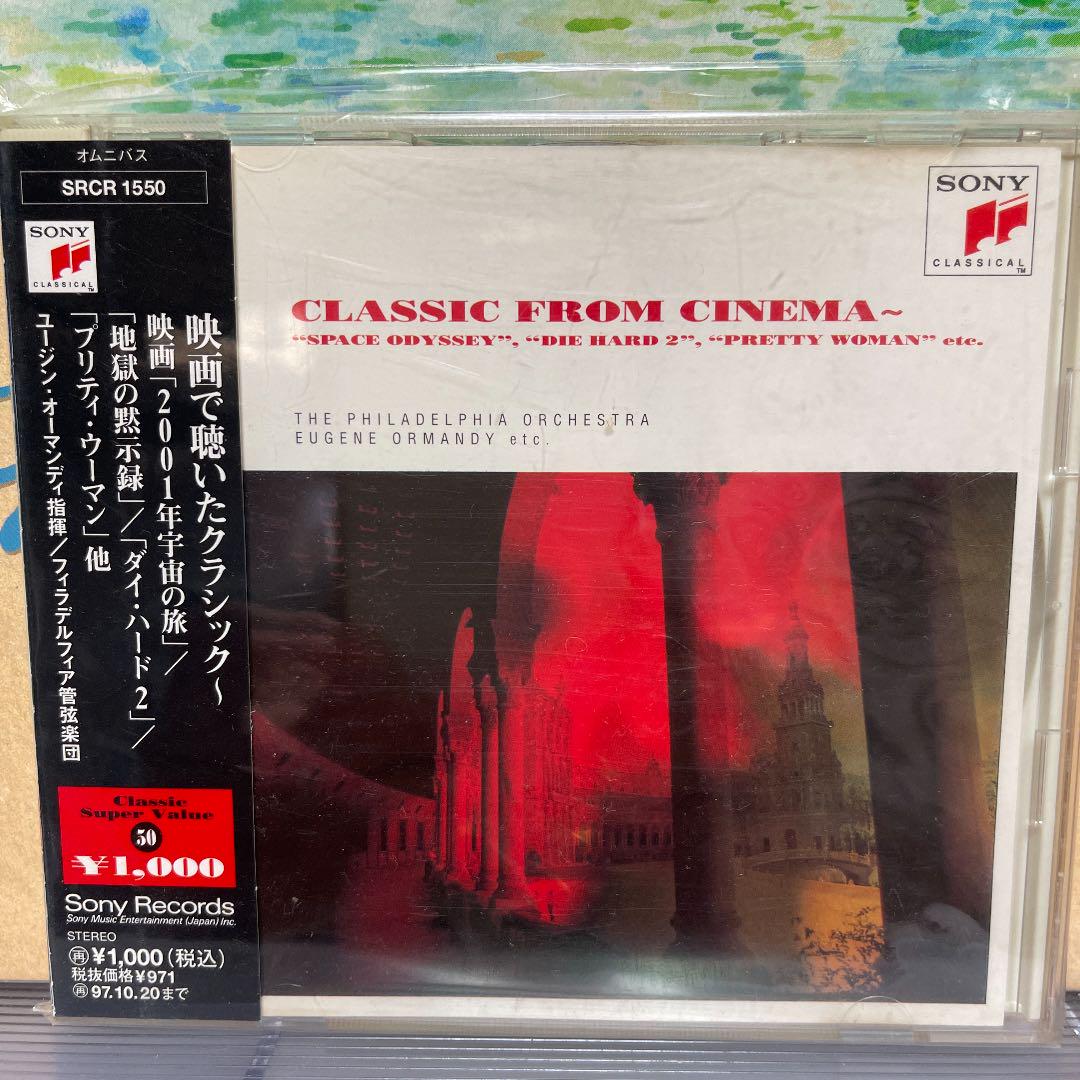 オムニバス
SRCR 1550
SONY
CLASSICAL™
映画で聴いたクラシック~
映画「2001年宇宙の旅」/
「地獄の黙示録」/「ダイ・ハード2」/
「プリティ・ウーマン」他
ユージン・オーマンディ指揮/フィラデルフィア管弦楽団
Classic
Super Value
50
¥1,000
Sony Records
Sony Music Entertainment (Japan) Inc.
STEREO
再¥1,000(税込)
税抜価格¥971
再97.10.20まで
SONY
CLASSICAL™
CLASSIC FROM CINEMA~
“SPACE ODYSSEY”, “DIE HARD 2”, “PRETTY WOMAN” etc.
THE PHILADELPHIA ORCHESTRA
EUGENE ORMANDY etc.